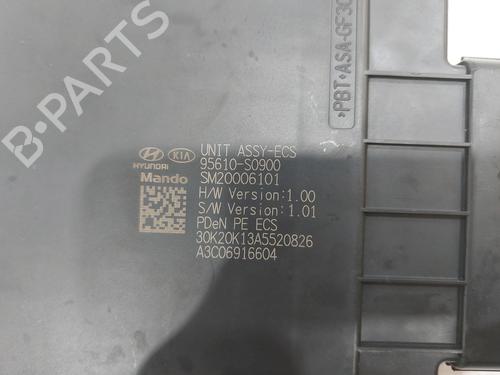 B-PARTS
>PBT+ASA-GF30
UNIT ASSY-ECS
HYUNDAI KIA
95610-S0900
Mando
SM20006101
H/W Version:1.00
S/W Version:1.01
PDeN PE ECS
30K20K13A5520826
A3C06916604